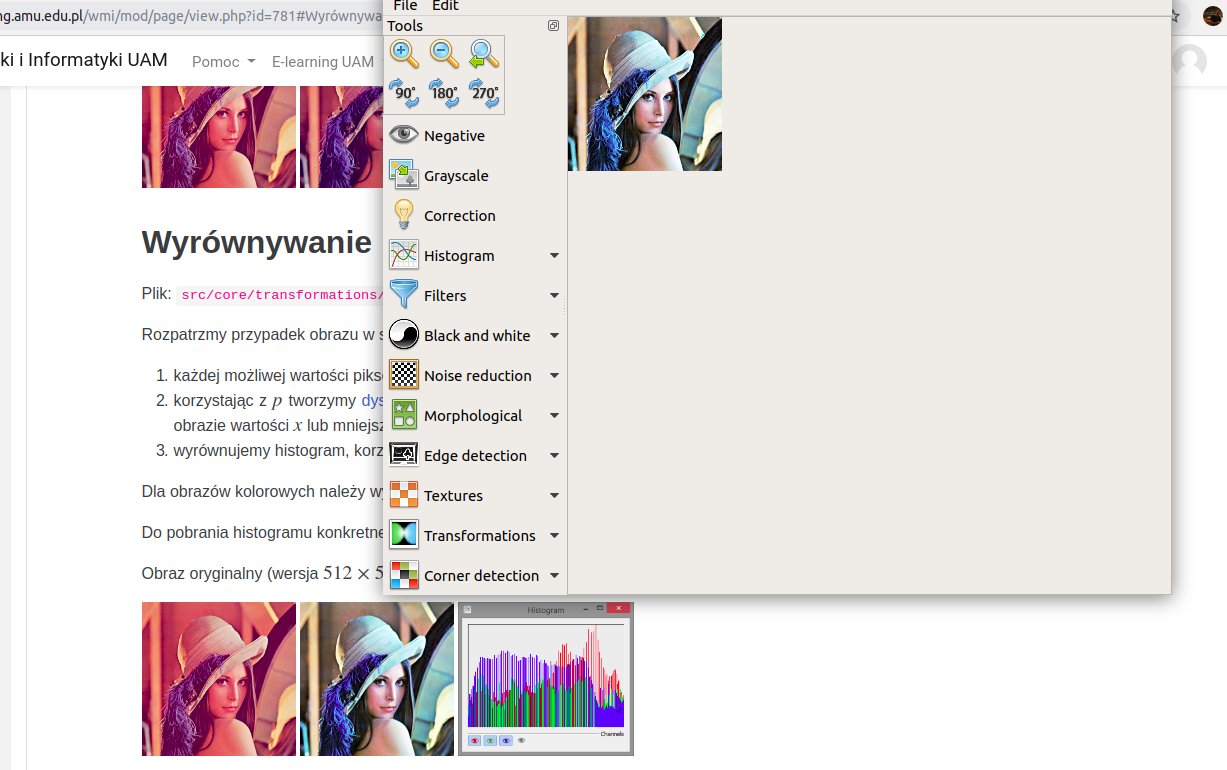 ng.amu.edu.pl/wmi/mod/page/view.php?id=781#Wyrównywa
ki i Informatyki UAM
Pomoc
E-learning UAM
File Edit
Tools
90°
180°
270°
Negative
Grayscale
Correction
Histogram
Filters
Black and white
Noise reduction
Morphological
Edge detection
Textures
Transformations
Corner detection
Wyrównywanie
Plik: src/core/transformations/
Rozpatrzmy przypadek obrazu w s
1. każdej możliwej wartości piks
2. korzystając z p tworzymy dys
obrazie wartości x lub mniejsz
3. wyrównujemy histogram, korz
Dla obrazów kolorowych należy wy
Do pobrania histogramu konkretne
Obraz oryginalny (wersja 512 × 5
Histogram
Channels